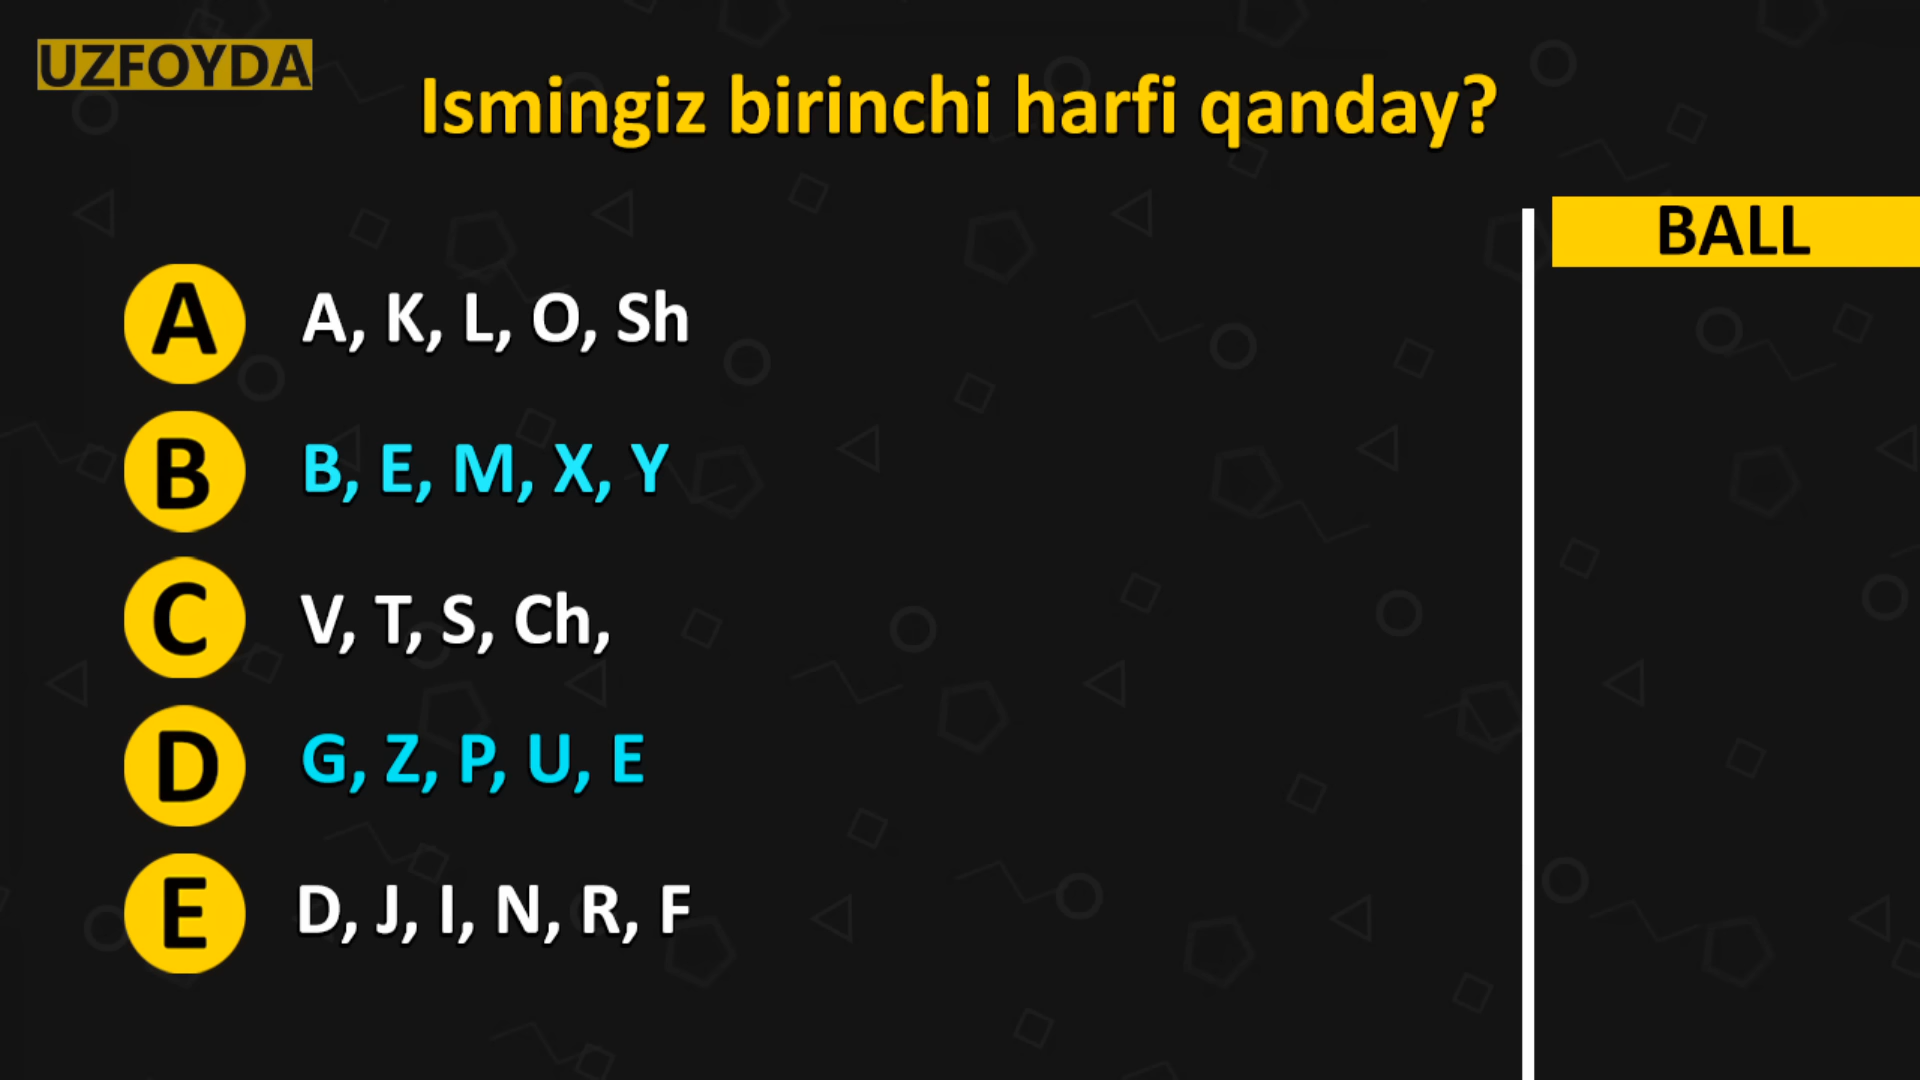 UZFOYDA
Ismingiz birinchi harfi qanday?
BALL
A A, K, L, O, Sh
B B, E, M, X, Y
C V, T, S, Ch,
D G, Z, P, U, E
E D, J, I, N, R, F